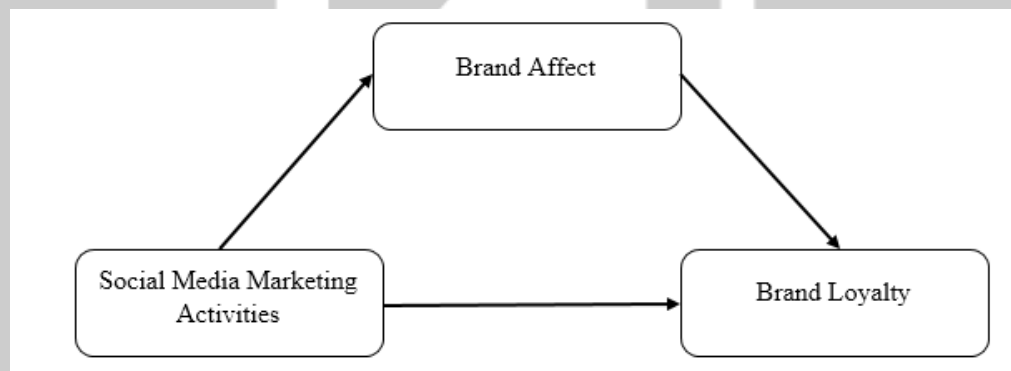 Brand Affect
Social Media Marketing
Activities
Brand Loyalty